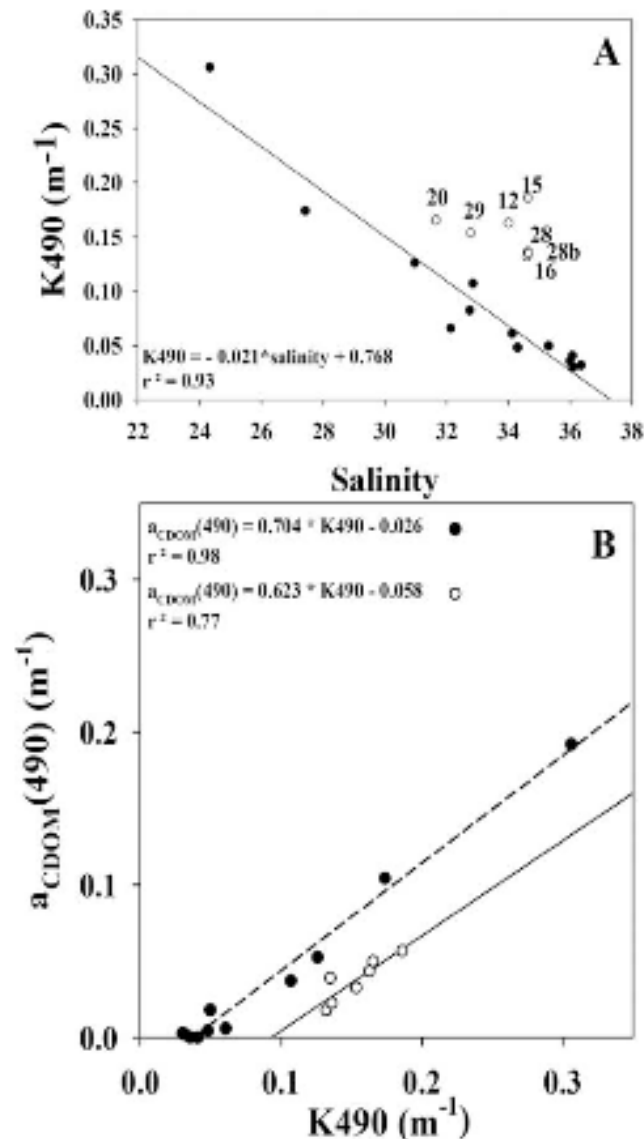 A
0.35
0.30
0.25
0.20
0.15
0.10
0.05
0.00
K490 (m⁻¹)
20
29
12
15
28
28b
16
K490 = - 0.021*salinity + 0.768
r ² = 0.93
22 24 26 28 30 32 34 36 38
Salinity
B
a_CDOM(490) = 0.704 * K490 - 0.026
r ² = 0.98
a_CDOM(490) = 0.623 * K490 - 0.058
r ² = 0.77
0.3
0.2
0.1
0.0
a_CDOM(490) (m⁻¹)
0.0 0.1 0.2 0.3
K490 (m⁻¹)